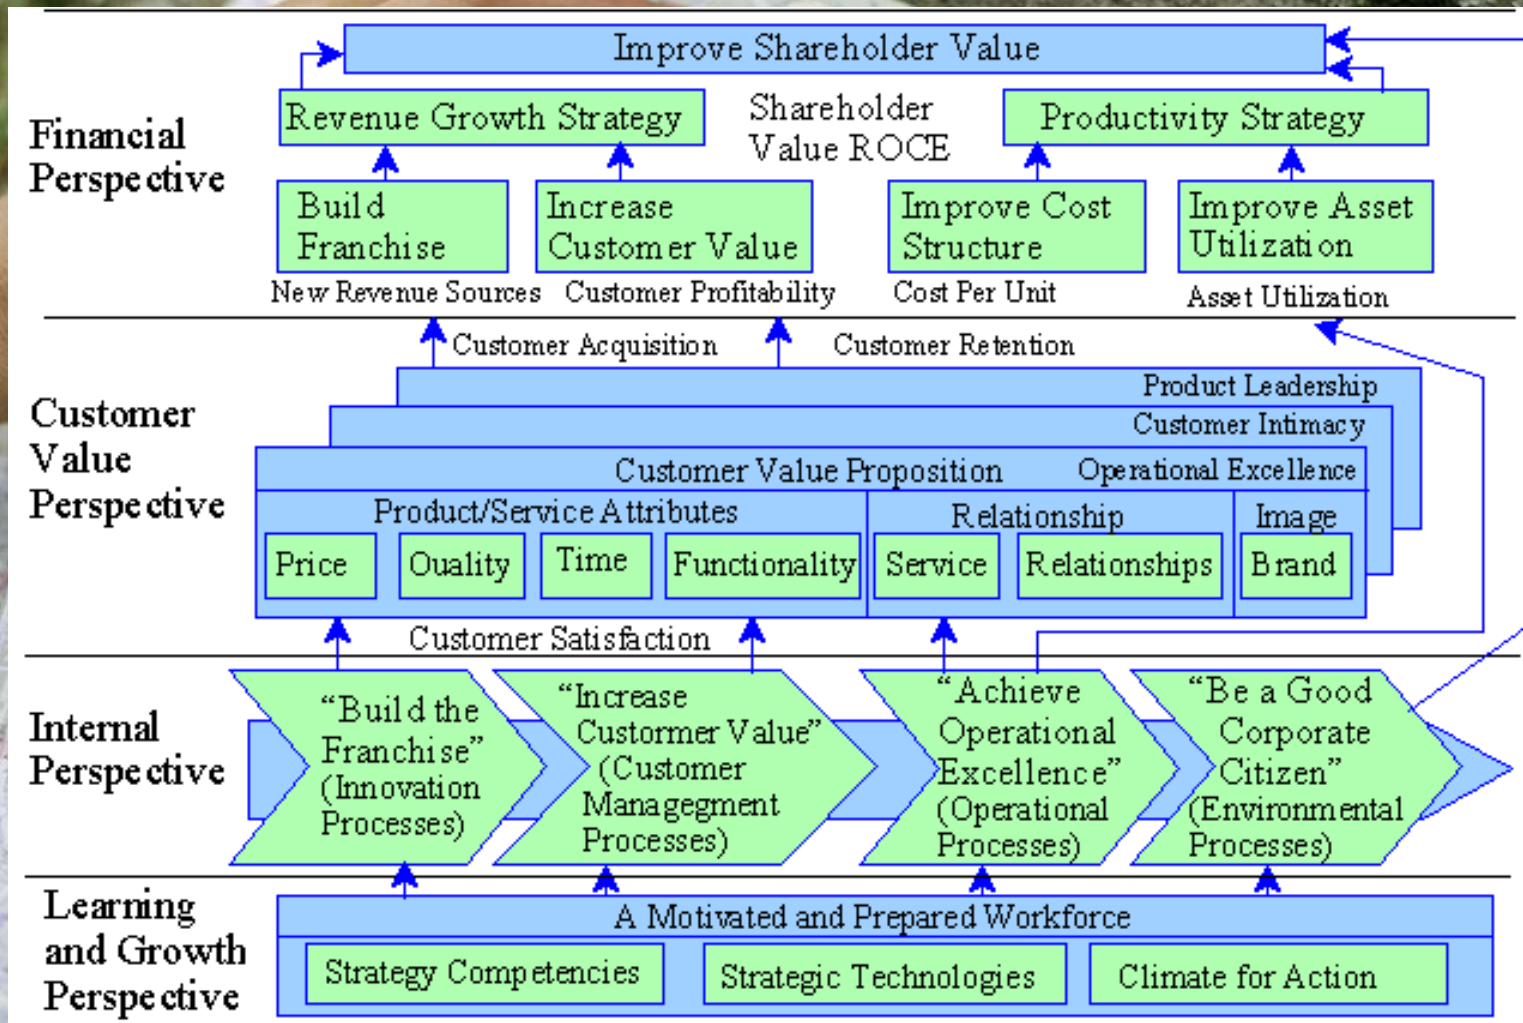 Improve Shareholder Value
Financial
Perspective
Revenue Growth Strategy
Shareholder
Value ROCE
Productivity Strategy
Build
Franchise
Increase
Customer Value
Improve Cost
Structure
Improve Asset
Utilization
New Revenue Sources
Customer Profitability
Cost Per Unit
Asset Utilization
Customer Acquisition
Customer Retention
Customer
Value
Perspective
Product Leadership
Customer Intimacy
Customer Value Proposition
Operational Excellence
Product/Service Attributes
Relationship
Image
Price
Ouality
Time
Functionality
Service
Relationships
Brand
Customer Satisfaction
Internal
Perspective
“Build the
Franchise”
(Innovation
Processes)
“Increase
Custormer Value”
(Customer
Managegment
Processes)
“Achieve
Operational
Excellence”
(Operational
Processes)
“Be a Good
Corporate
Citizen”
(Environmental
Processes)
Learning
and Growth
Perspective
A Motivated and Prepared Workforce
Strategy Competencies
Strategic Technologies
Climate for Action